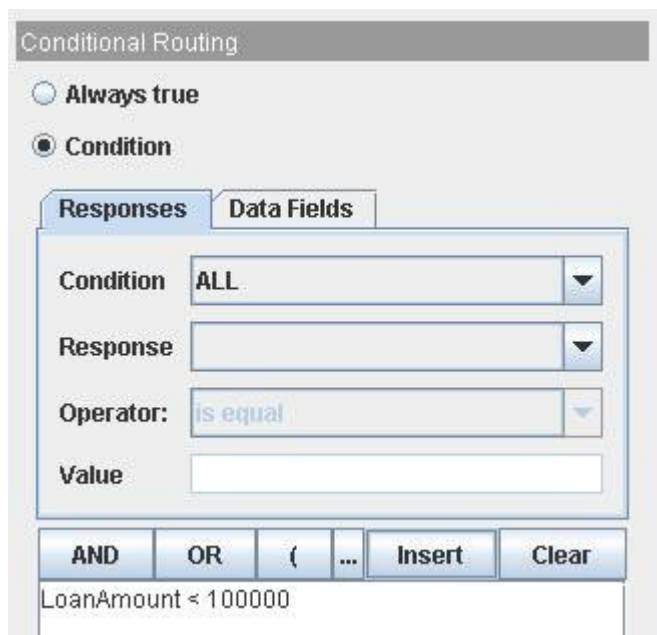 Conditional Routing
Always true
Condition
Responses Data Fields
Condition ALL
Response
Operator: is equal
Value
AND OR ( ... Insert Clear
LoanAmount < 100000